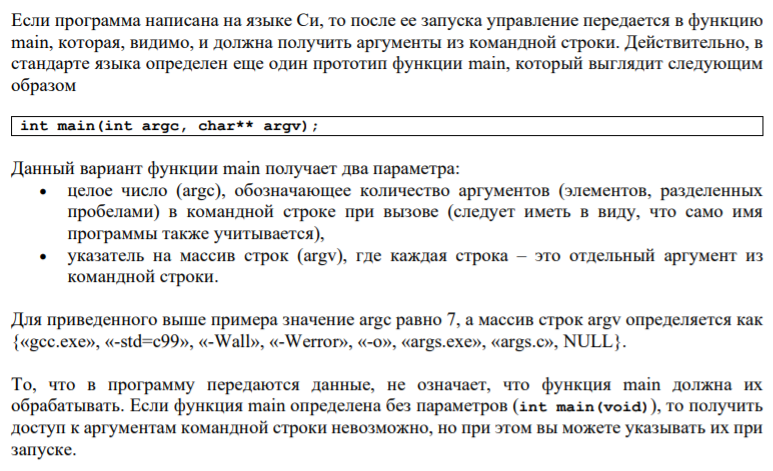 Если программа написана на языке Си, то после ее запуска управление передается в функцию
main, которая, видимо, и должна получить аргументы из командной строки. Действительно, в
стандарте языка определен еще один прототип функции main, который выглядит следующим
образом
int main(int argc, char** argv);
Данный вариант функции main получает два параметра:
• целое число (argc), обозначающее количество аргументов (элементов, разделенных
пробелами) в командной строке при вызове (следует иметь в виду, что само имя
программы также учитывается),
• указатель на массив строк (argv), где каждая строка – это отдельный аргумент из
командной строки.
Для приведенного выше примера значение argc равно 7, а массив строк argv определяется как
{«gcc.exe», «-std=c99», «-Wall», «-Werror», «-o», «args.exe», «args.c», NULL}.
То, что в программу передаются данные, не означает, что функция main должна их
обрабатывать. Если функция main определена без параметров (int main(void)), то получить
доступ к аргументам командной строки невозможно, но при этом вы можете указывать их при
запуске.